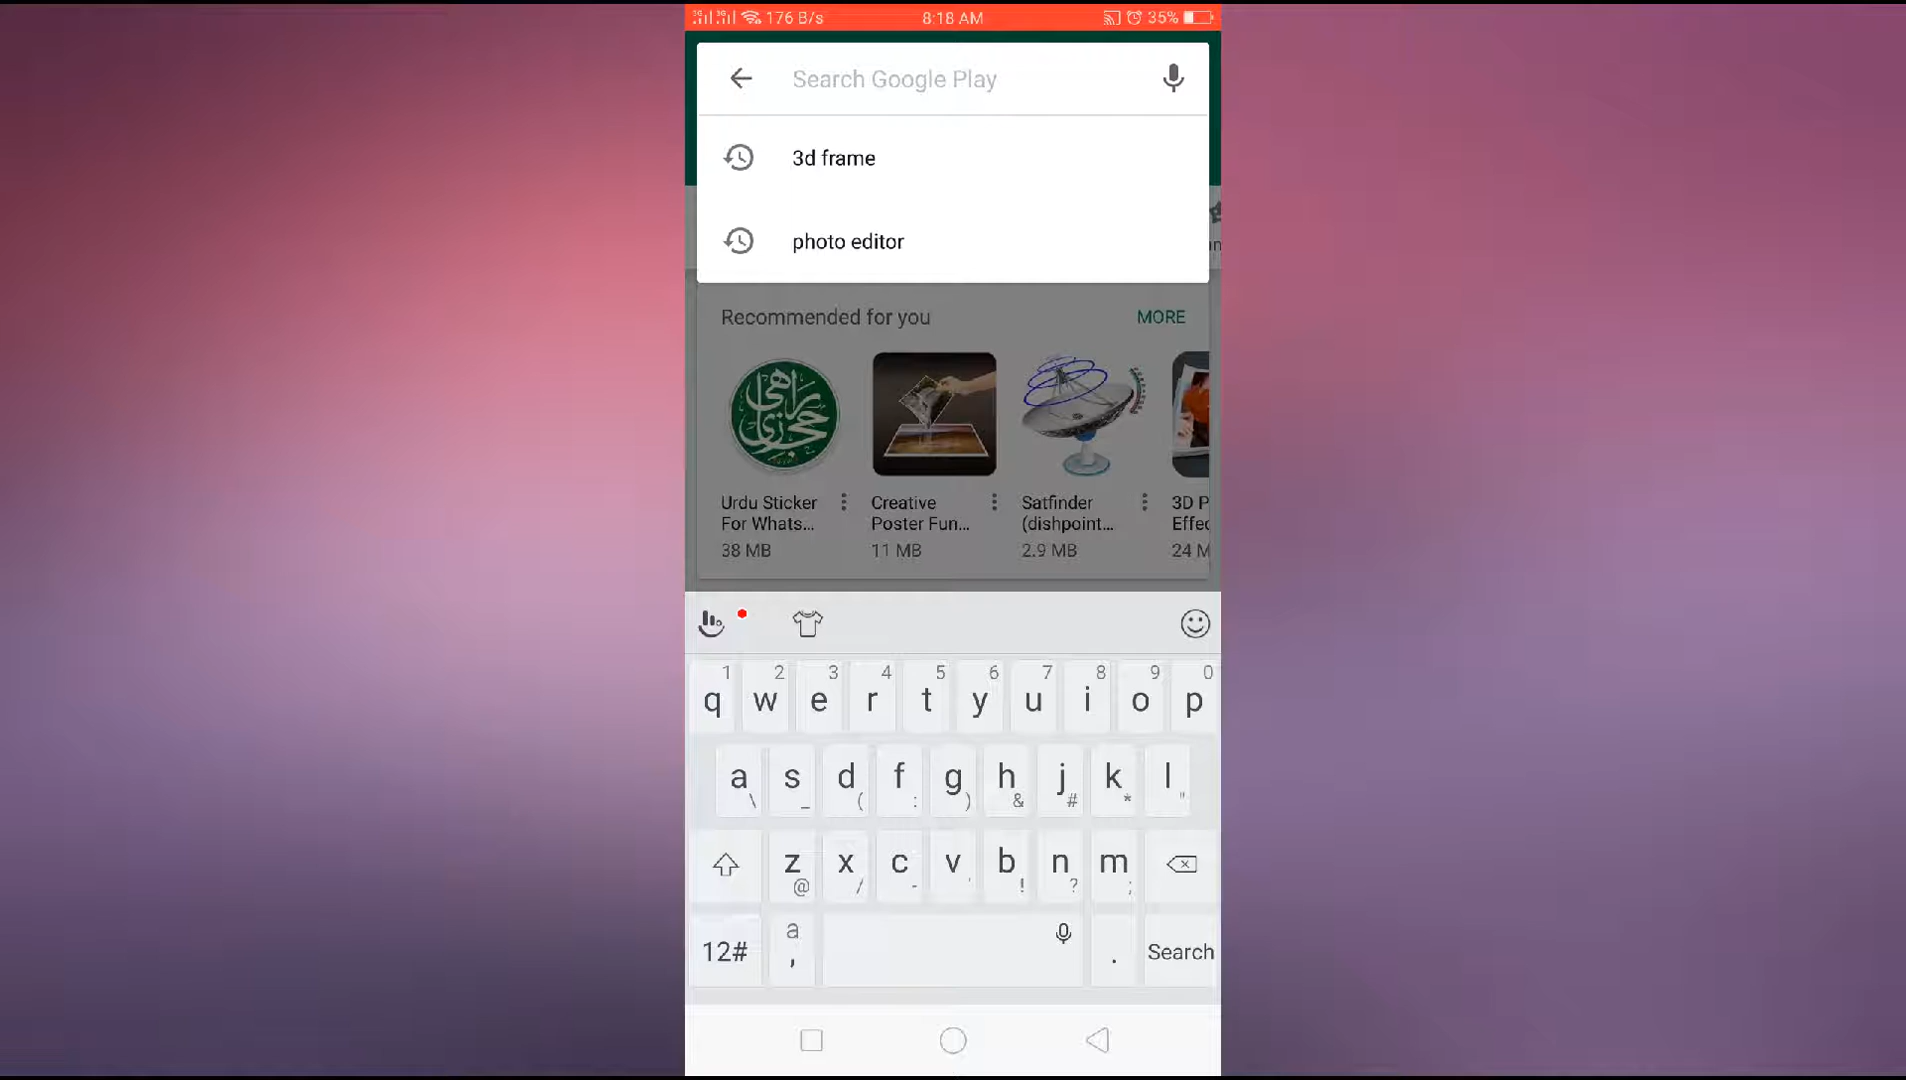 176 B/s 8:18 AM 35%
Search Google Play
3d frame
photo editor
Recommended for you MORE
حجازی راهی
Urdu Sticker For Whats...
38 MB
Creative Poster Fun...
11 MB
Satfinder (dishpoint...
2.9 MB
3D P
Effec
24 M
1 2 3 4 5 6 7 8 9 0
q w e r t y u i o p
a s d f g h j k l
\ _ ( : ) & # * "
z x c v b n m
@ / - ' ! ? ;
12# a , . Search